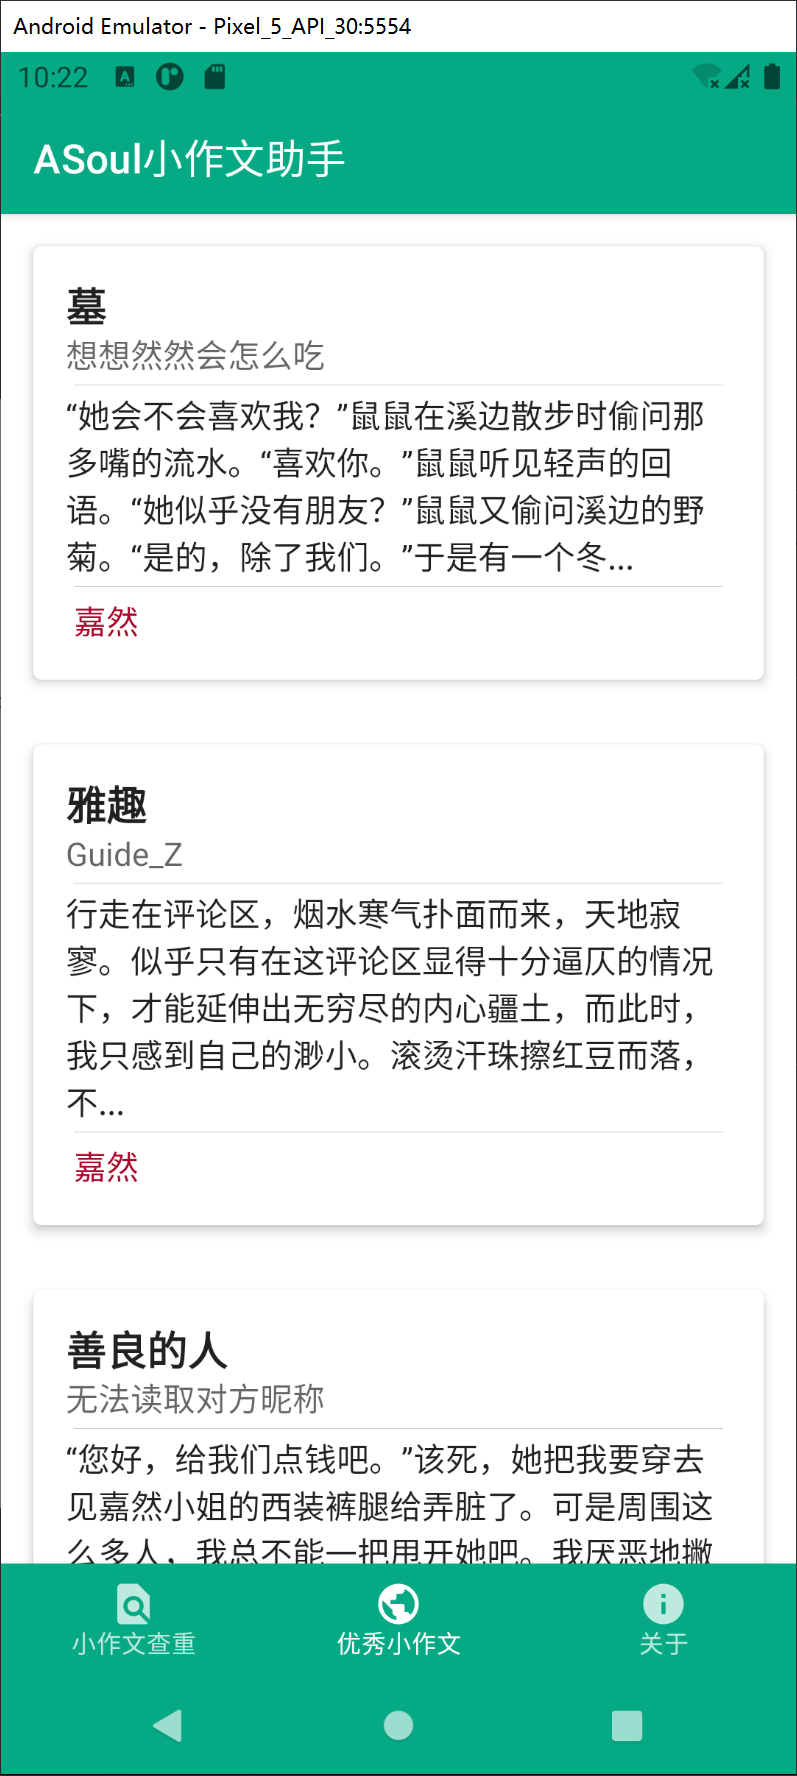 Android Emulator - Pixel_5_API_30:5554
10:22
ASoul小作文助手
墓
想想然然会怎么吃
“她会不会喜欢我？”鼠鼠在溪边散步时偷问那
多嘴的流水。“喜欢你。”鼠鼠听见轻声的回
语。“她似乎没有朋友？”鼠鼠又偷问溪边的野
菊。“是的，除了我们。”于是有一个冬...
嘉然
雅趣
Guide_Z
行走在评论区，烟水寒气扑面而来，天地寂
寥。似乎只有在这评论区显得十分逼仄的情况
下，才能延伸出无穷尽的内心疆土，而此时，
我只感到自己的渺小。滚烫汗珠擦红豆而落，
不...
嘉然
善良的人
无法读取对方昵称
“您好，给我们点钱吧。”该死，她把我要穿去
见嘉然小姐的西装裤腿给弄脏了。可是周围这
么多人，我总不能一把甩开她吧。我厌恶地撇
小作文查重
优秀小作文
关于